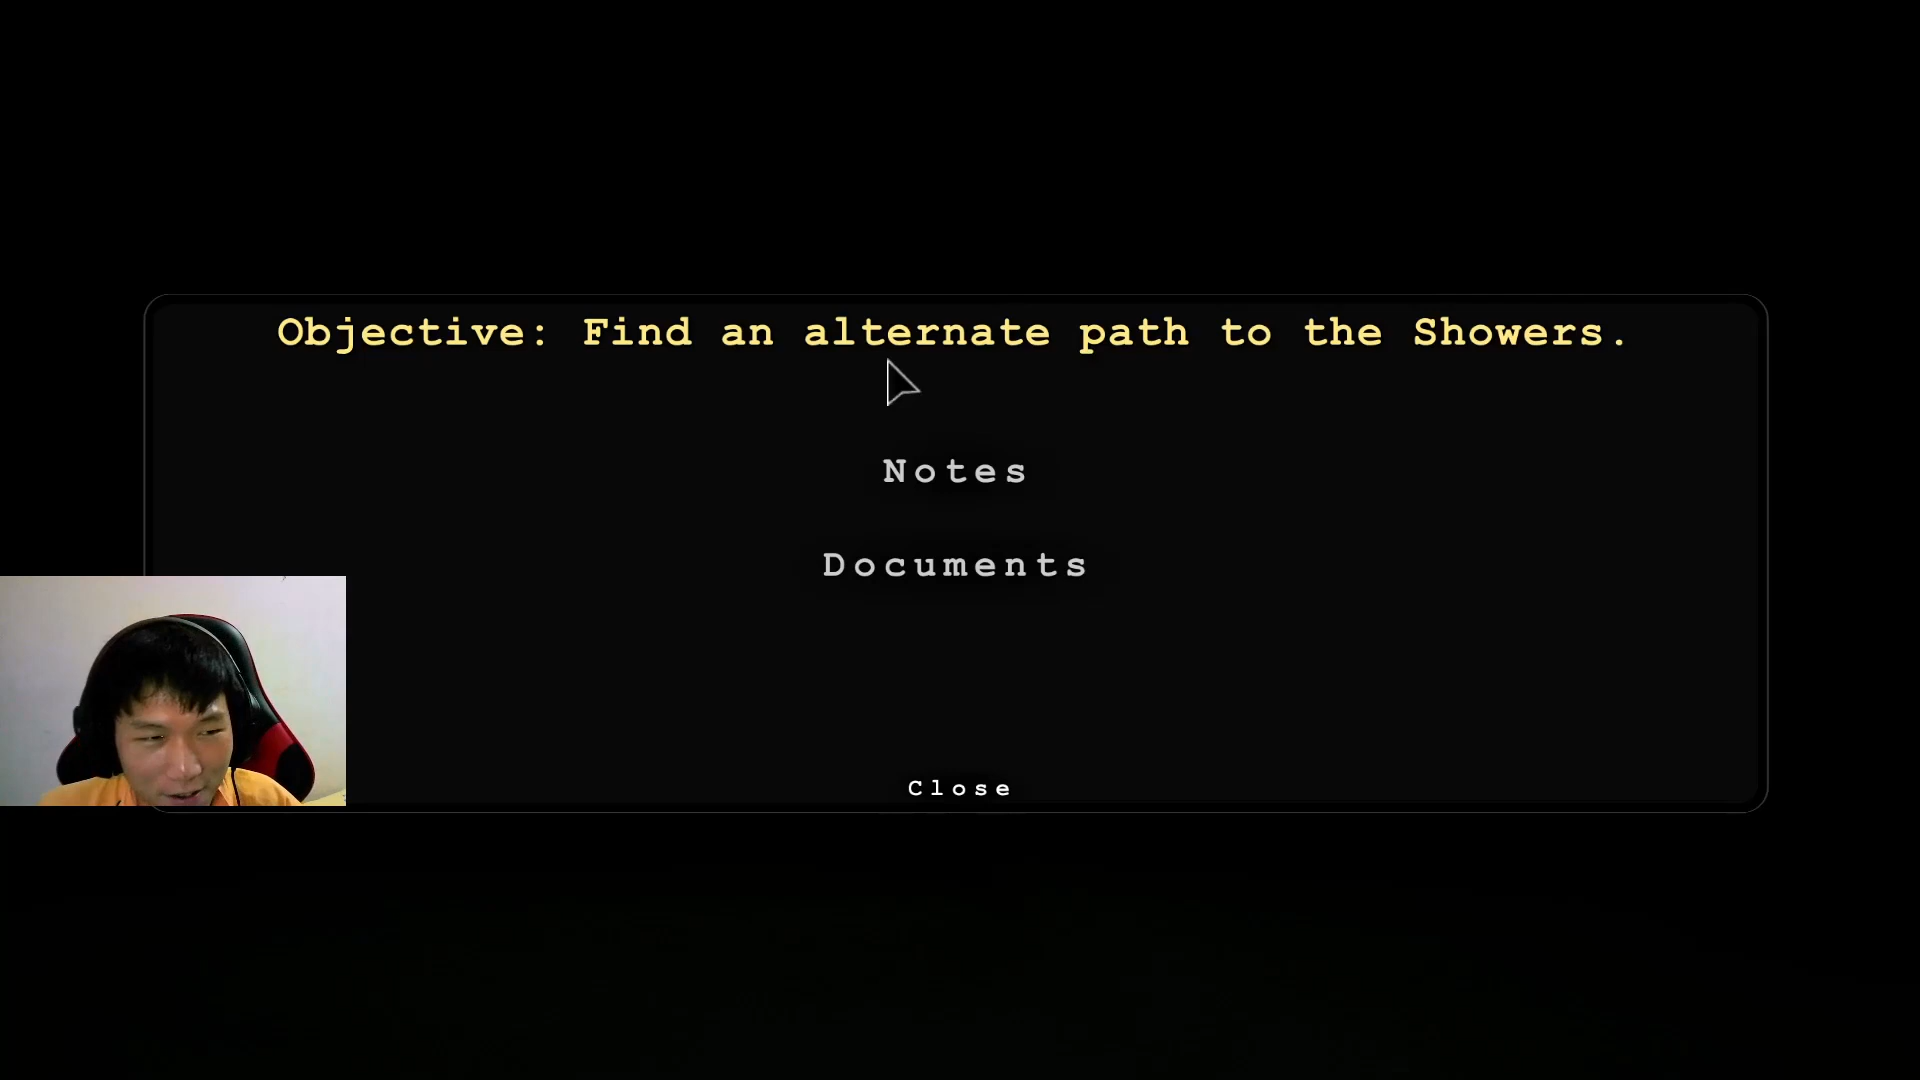 Objective: Find an alternate path to the Showers.
Notes
Documents
Close